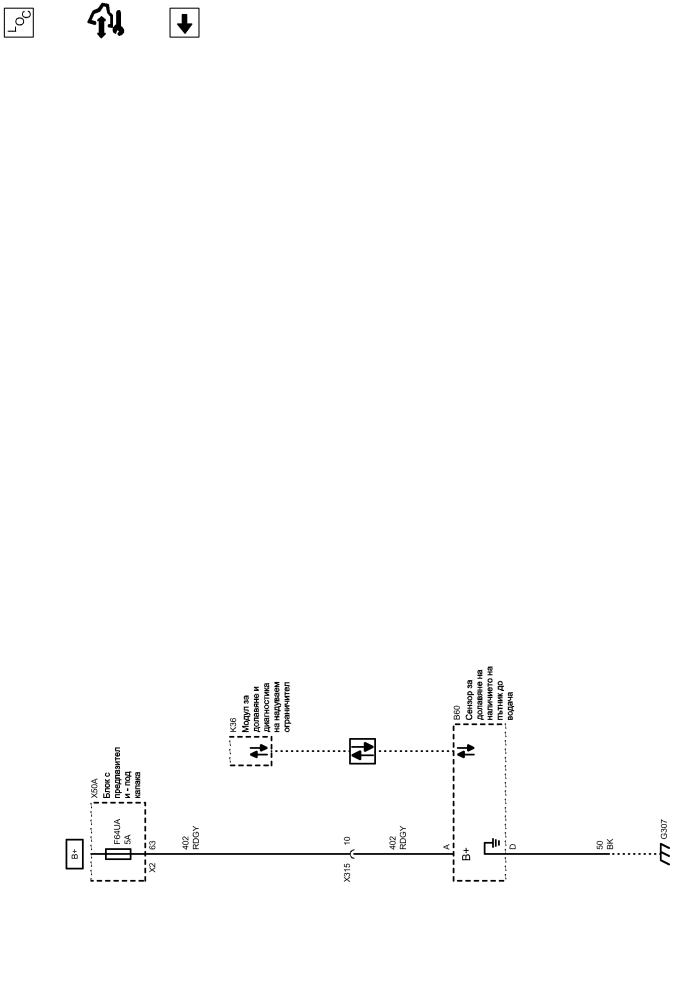 LOC
B+
X50A
Блок с
предпазител
и - под
капака
F64UA
5A
X2
63
402
RDGY
K36
Модул за
долавяне и
диагностика
на надуваем
ограничител
X315
10
402
RDGY
A
B60
Сензор за
долавяне на
наличието на
пътник до
водача
B+
D
50
BK
G307